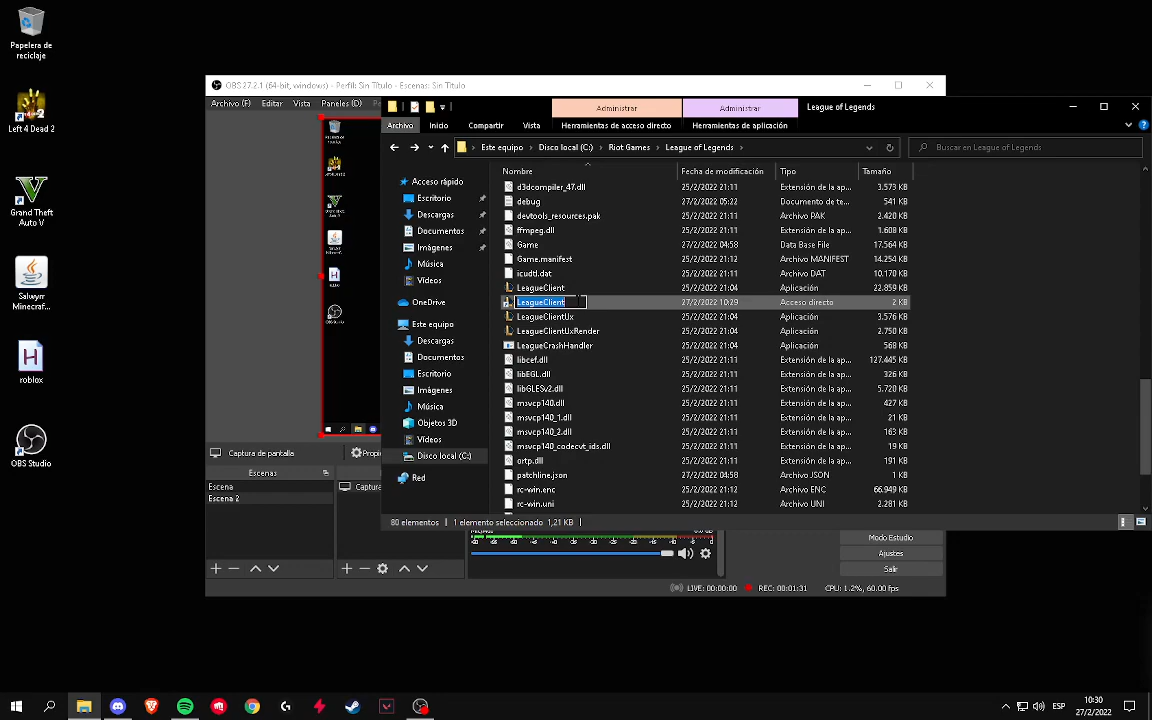 Papelera de
reciclaje
Left 4 Dead 2
Grand Theft
Auto V
Salwyrr
Minecraf...
roblox
OBS Studio
OBS 27.2.1 (64-bit, windows) - Perfil: Sin Título - Escenas: Sin Título
Archivo (F) Editar Vista Paneles (D)
Administrar Administrar League of Legends
Archivo Inicio Compartir Vista Herramientas de acceso directo Herramientas de aplicación
Este equipo > Disco local (C:) > Riot Games > League of Legends > Buscar en League of Legends
Acceso rápido
Escritorio
Descargas
Documentos
Imágenes
Música
Vídeos
OneDrive
Este equipo
Descargas
Documentos
Escritorio
Imágenes
Música
Objetos 3D
Vídeos
Disco local (C:)
Red
Nombre Fecha de modificación Tipo Tamaño
d3dcompiler_47.dll 25/2/2022 21:11 Extensión de la ap... 3.573 KB
debug 27/2/2022 05:22 Documento de te... 541 KB
devtools_resources.pak 25/2/2022 21:11 Archivo PAK 2.420 KB
ffmpeg.dll 25/2/2022 21:11 Extensión de la ap... 1.608 KB
Game 27/2/2022 04:58 Data Base File 17.564 KB
Game.manifest 25/2/2022 21:11 Archivo MANIFEST 14.254 KB
icudtl.dat 25/2/2022 21:11 Archivo DAT 10.170 KB
LeagueClient 25/2/2022 21:04 Aplicación 22.859 KB
LeagueClient 27/2/2022 10:29 Acceso directo 2 KB
LeagueClientUx 25/2/2022 21:04 Aplicación 3.576 KB
LeagueClientUxRender 25/2/2022 21:04 Aplicación 2.750 KB
LeagueCrashHandler 25/2/2022 21:04 Aplicación 568 KB
libcef.dll 25/2/2022 21:11 Extensión de la ap... 127.445 KB
libEGL.dll 25/2/2022 21:11 Extensión de la ap... 326 KB
libGLESv2.dll 25/2/2022 21:11 Extensión de la ap... 5.720 KB
msvcp140.dll 25/2/2022 21:11 Extensión de la ap... 427 KB
msvcp140_1.dll 25/2/2022 21:11 Extensión de la ap... 21 KB
msvcp140_2.dll 25/2/2022 21:11 Extensión de la ap... 163 KB
msvcp140_codecvt_ids.dll 25/2/2022 21:11 Extensión de la ap... 19 KB
ortp.dll 25/2/2022 21:11 Extensión de la ap... 191 KB
patchline.json 27/2/2022 04:58 Archivo JSON 1 KB
rc-win.enc 25/2/2022 21:12 Archivo ENC 66.949 KB
rc-win.uni 25/2/2022 21:12 Archivo UNI 2.281 KB
80 elementos 1 elemento seleccionado 1,21 KB
Captura de pantalla Propie
Escenas
Escena
Escena 2
Captura
Modo Estudio
Ajustes
Salir
LIVE: 00:00:00 REC: 00:01:31 CPU: 1.2%, 60.00 fps
ESP
10:30
27/2/2022